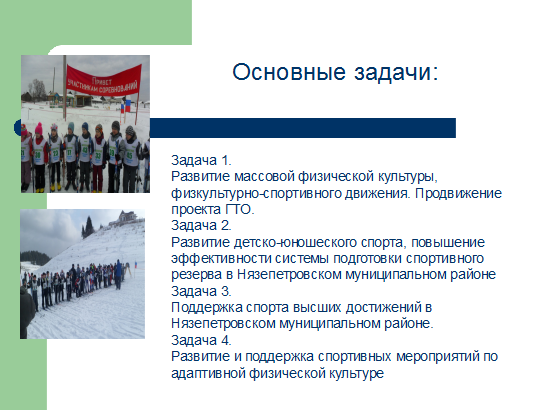 Основные задачи:
ПРИВЕТ
УЧАСТНИКАМ СОРЕВНОВАНИЙ
Задача 1.
Развитие массовой физической культуры,
физкультурно-спортивного движения. Продвижение
проекта ГТО.
Задача 2.
Развитие детско-юношеского спорта, повышение
эффективности системы подготовки спортивного
резерва в Нязепетровском муниципальном районе
Задача 3.
Поддержка спорта высших достижений в
Нязепетровском муниципальном районе.
Задача 4.
Развитие и поддержка спортивных мероприятий по
адаптивной физической культуре